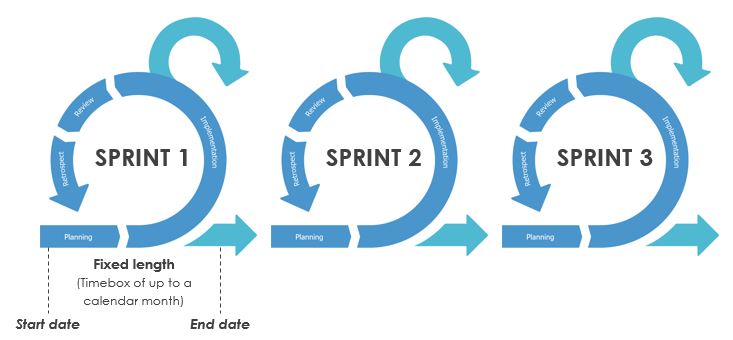 Review
Implementation
Retrospect
SPRINT 1
Planning
Review
Implementation
Retrospect
SPRINT 2
Planning
Review
Implementation
Retrospect
SPRINT 3
Planning
Fixed length
(Timebox of up to a
calendar month)
Start date
End date